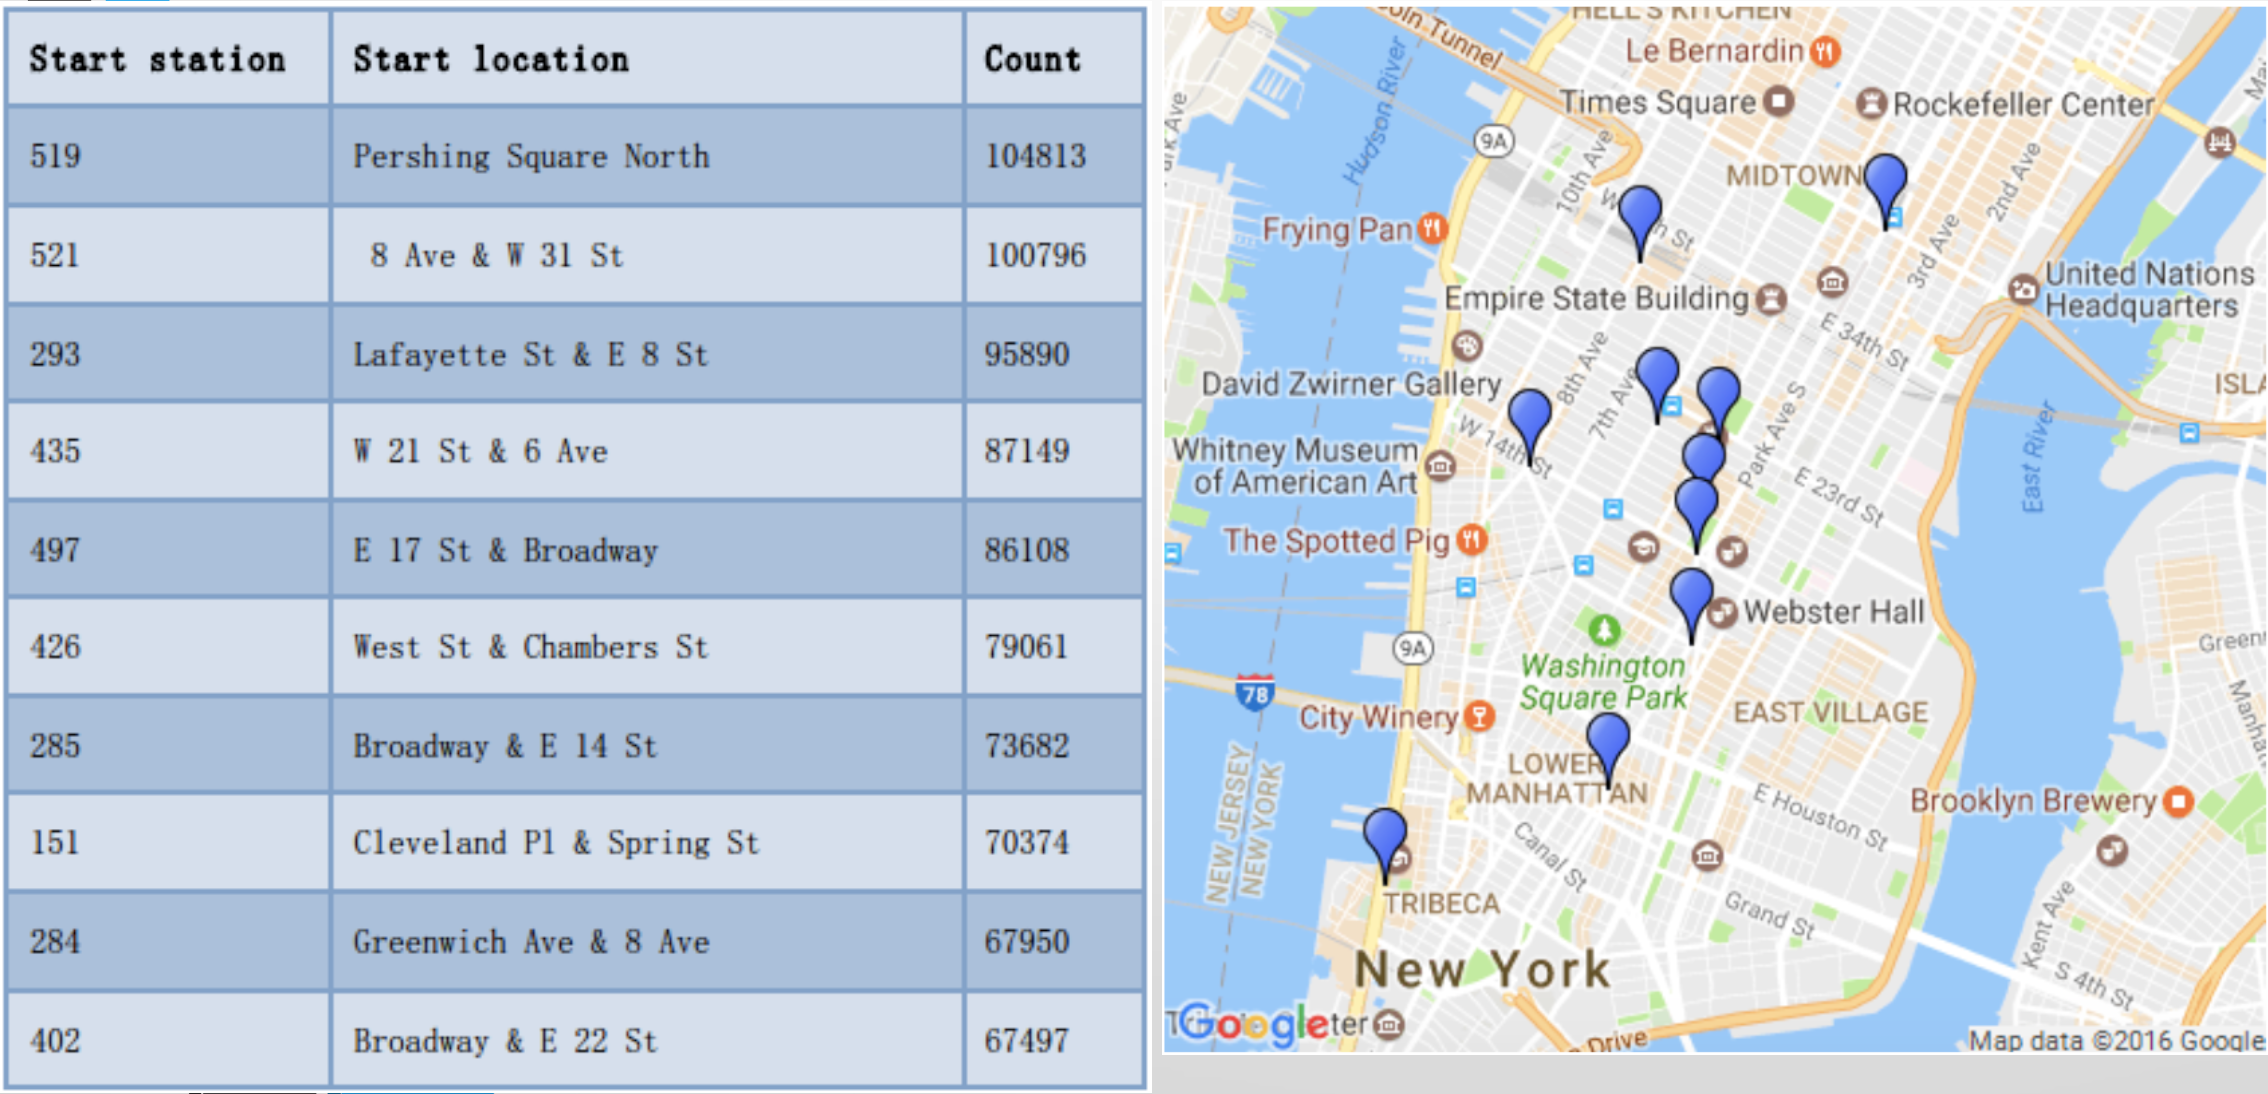 Start station Start location Count
519 Pershing Square North 104813
521 8 Ave & W 31 St 100796
293 Lafayette St & E 8 St 95890
435 W 21 St & 6 Ave 87149
497 E 17 St & Broadway 86108
426 West St & Chambers St 79061
285 Broadway & E 14 St 73682
151 Cleveland Pl & Spring St 70374
284 Greenwich Ave & 8 Ave 67950
402 Broadway & E 22 St 67497
HELL'S KITCHEN
Tunnel
Le Bernardin
Hudson River
Times Square
Rockefeller Center
9A
10th Ave
MIDTOWN
2nd Ave
Frying Pan
St
3rd Ave
United Nations
Headquarters
Empire State Building
E 34th St
8th Ave
David Zwirner Gallery
7th Ave
Park Ave S
W 14th St
Whitney Museum
of American Art
E 23rd St
East River
The Spotted Pig
Webster Hall
9A
Washington
Square Park
78
City Winery
EAST VILLAGE
NEW JERSEY
NEW YORK
LOWER
MANHATTAN
E Houston St
Brooklyn Brewery
Canal St
TRIBECA
Grand St
Kent Ave
New York
S 4th St
Google
Drive
Map data ©2016 Google